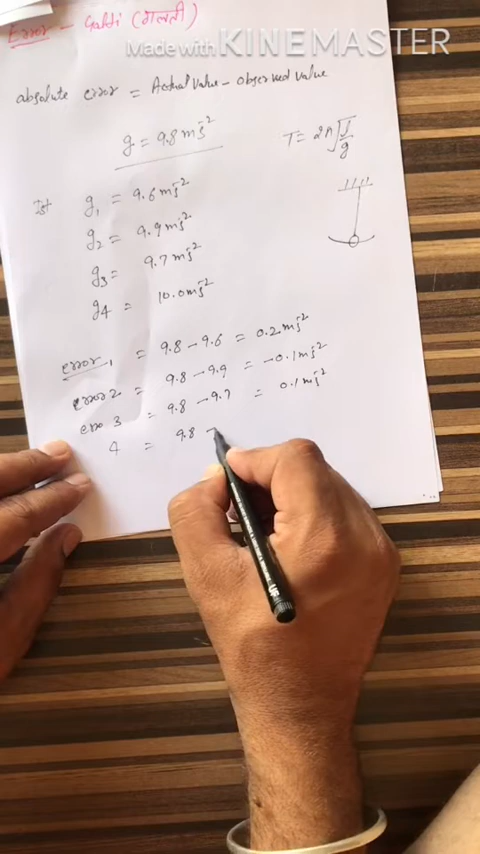 Error - Galti (गलती)
Made with KINEMASTER
absolute error = Actual Value - Observed value
g = 9.8 ms⁻²
T = 2π√l/g
Ist g₁ = 9.6 ms⁻²
g₂ = 9.9 ms⁻²
g₃ = 9.7 ms⁻²
g₄ = 10.0 ms⁻²
error 1 = 9.8 - 9.6 = 0.2 ms⁻²
error 2 = 9.8 - 9.9 = -0.1 ms⁻²
erro 3 = 9.8 - 9.7 = 0.1 ms⁻²
4 = 9.8 -
UF